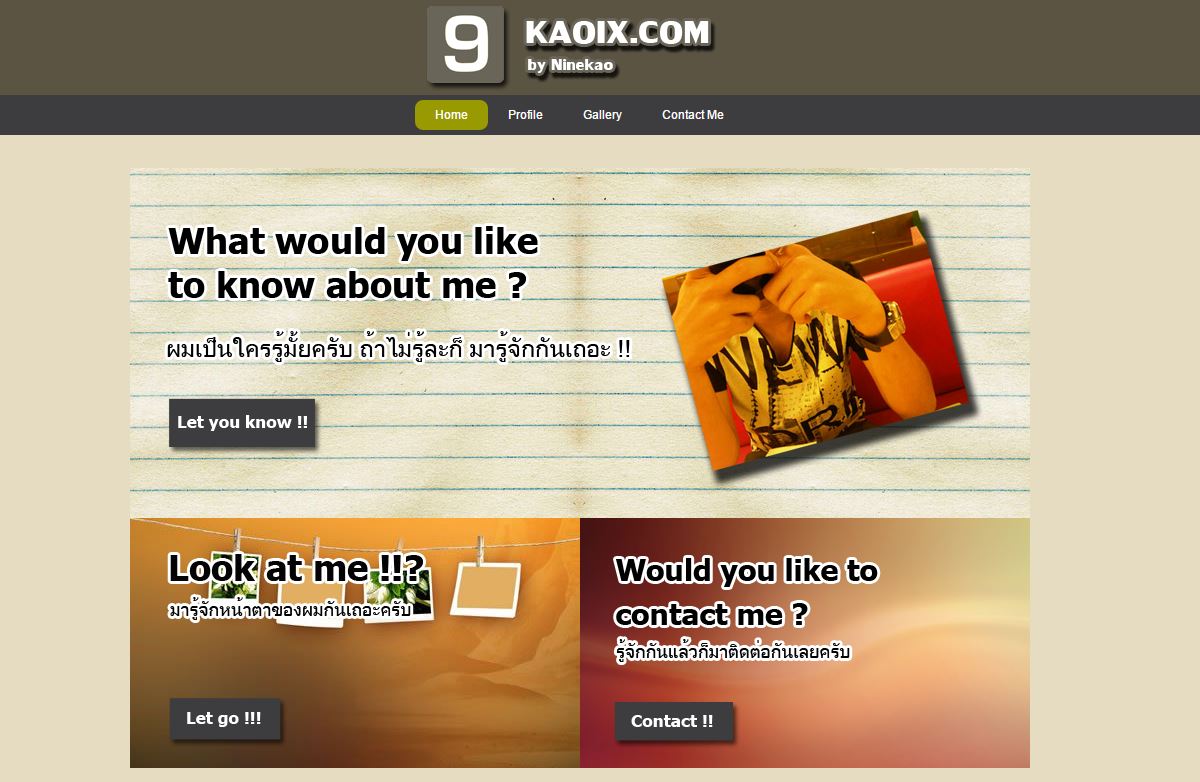 9
KAOIX.COM
by Ninekao
Home Profile Gallery Contact Me
What would you like
to know about me ?
ผมเป็นใครรู้มั้ยครับ ถ้าไม่รู้ละก็ มารู้จักกันเถอะ !!
Let you know !!
Look at me !!?
มารู้จักหน้าตาของผมกันเถอะครับ
Let go !!!
Would you like to
contact me ?
รู้จักกันแล้วก็มาติดต่อกันเลยครับ
Contact !!